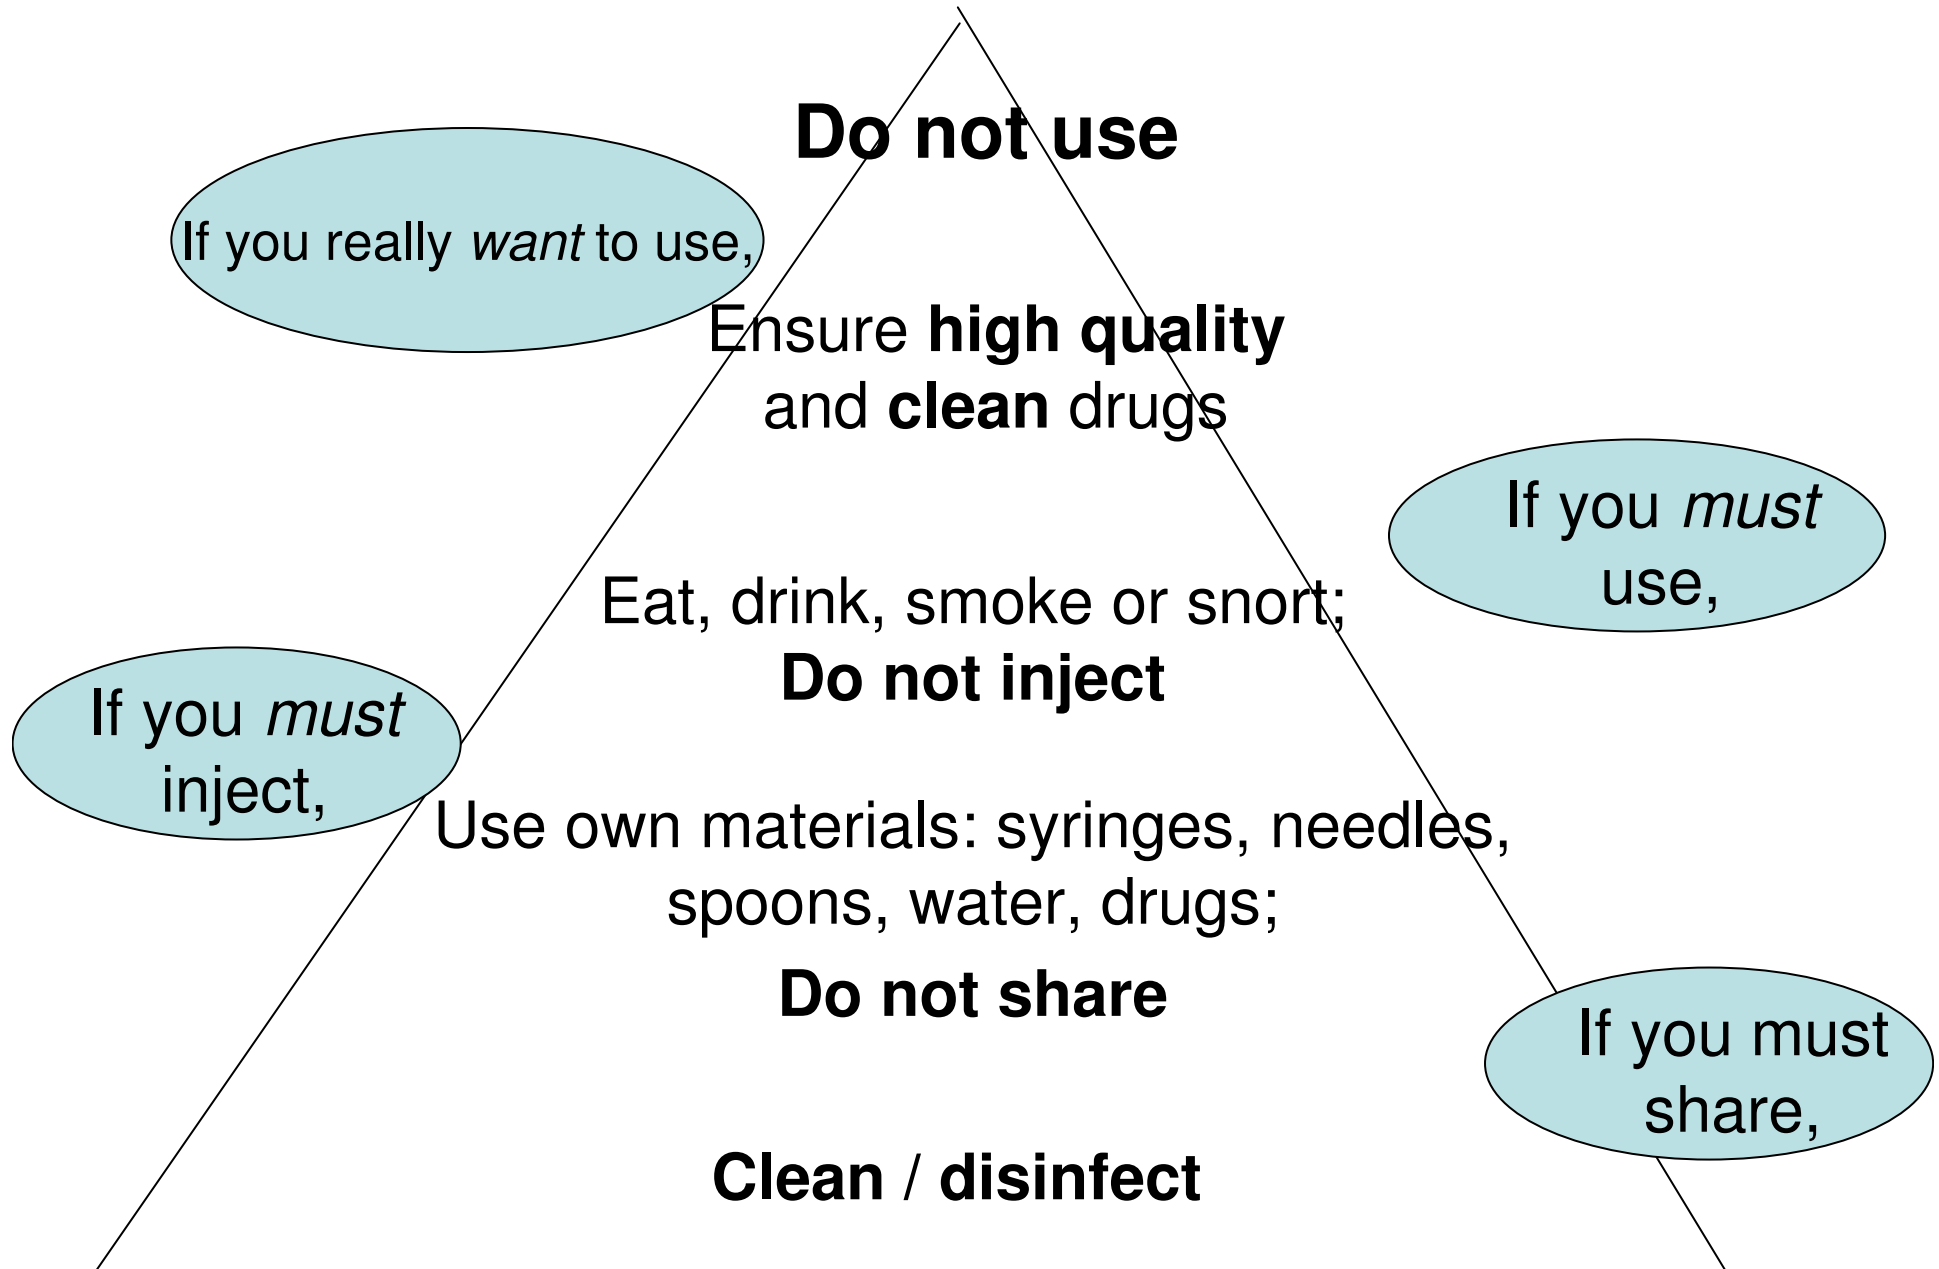 Do not use
If you really want to use,
Ensure high quality
and clean drugs
If you must
use,
Eat, drink, smoke or snort;
Do not inject
If you must
inject,
Use own materials: syringes, needles,
spoons, water, drugs;
Do not share
If you must
share,
Clean / disinfect